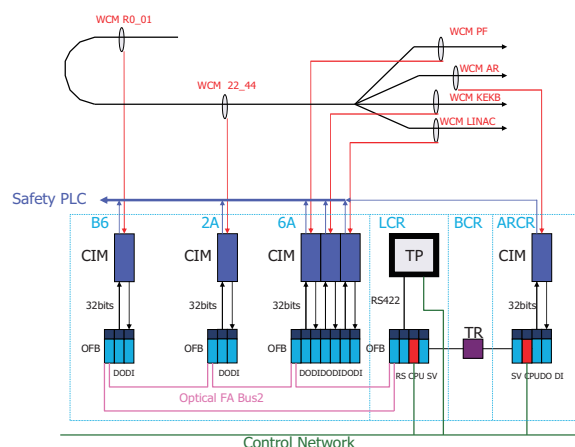 WCM R0_01
WCM PF
WCM AR
WCM 22_44
WCM KEKB
WCM LINAC
Safety PLC
B6 2A 6A LCR BCR ARCR
CIM CIM CIM TP CIM
32bits 32bits 32bits RS422 32bits
TR
OFB OFB OFB OFB
DODI DODI DODIDODIDODI RS CPU SV SV CPUDO DI
Optical FA Bus2
Control Network